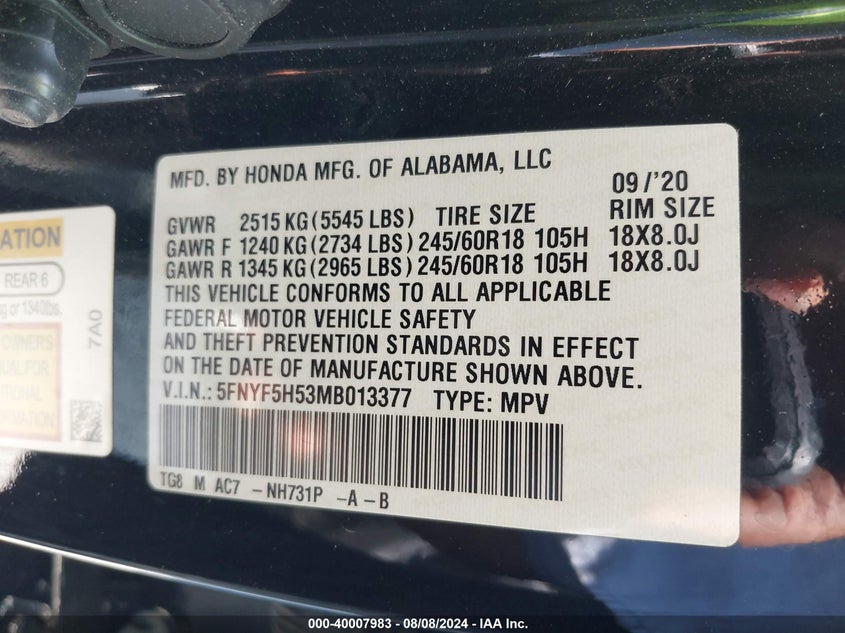 MFD. BY HONDA MFG. OF ALABAMA, LLC
09/'20
GVWR 2515 KG (5545 LBS) TIRE SIZE RIM SIZE
GAWR F 1240 KG (2734 LBS) 245/60R18 105H 18X8.0J
GAWR R 1345 KG (2965 LBS) 245/60R18 105H 18X8.0J
THIS VEHICLE CONFORMS TO ALL APPLICABLE
FEDERAL MOTOR VEHICLE SAFETY
AND THEFT PREVENTION STANDARDS IN EFFECT
ON THE DATE OF MANUFACTURE SHOWN ABOVE.
V.I.N.: 5FNYF5H53MB013377 TYPE: MPV
TG8 M AC7 -NH731P -A-B
ATION
REAR 6
or 1340lbs.
7A0
OWNER'S
FOR
000-40007983 / 08/08/2024 - IAA Inc.